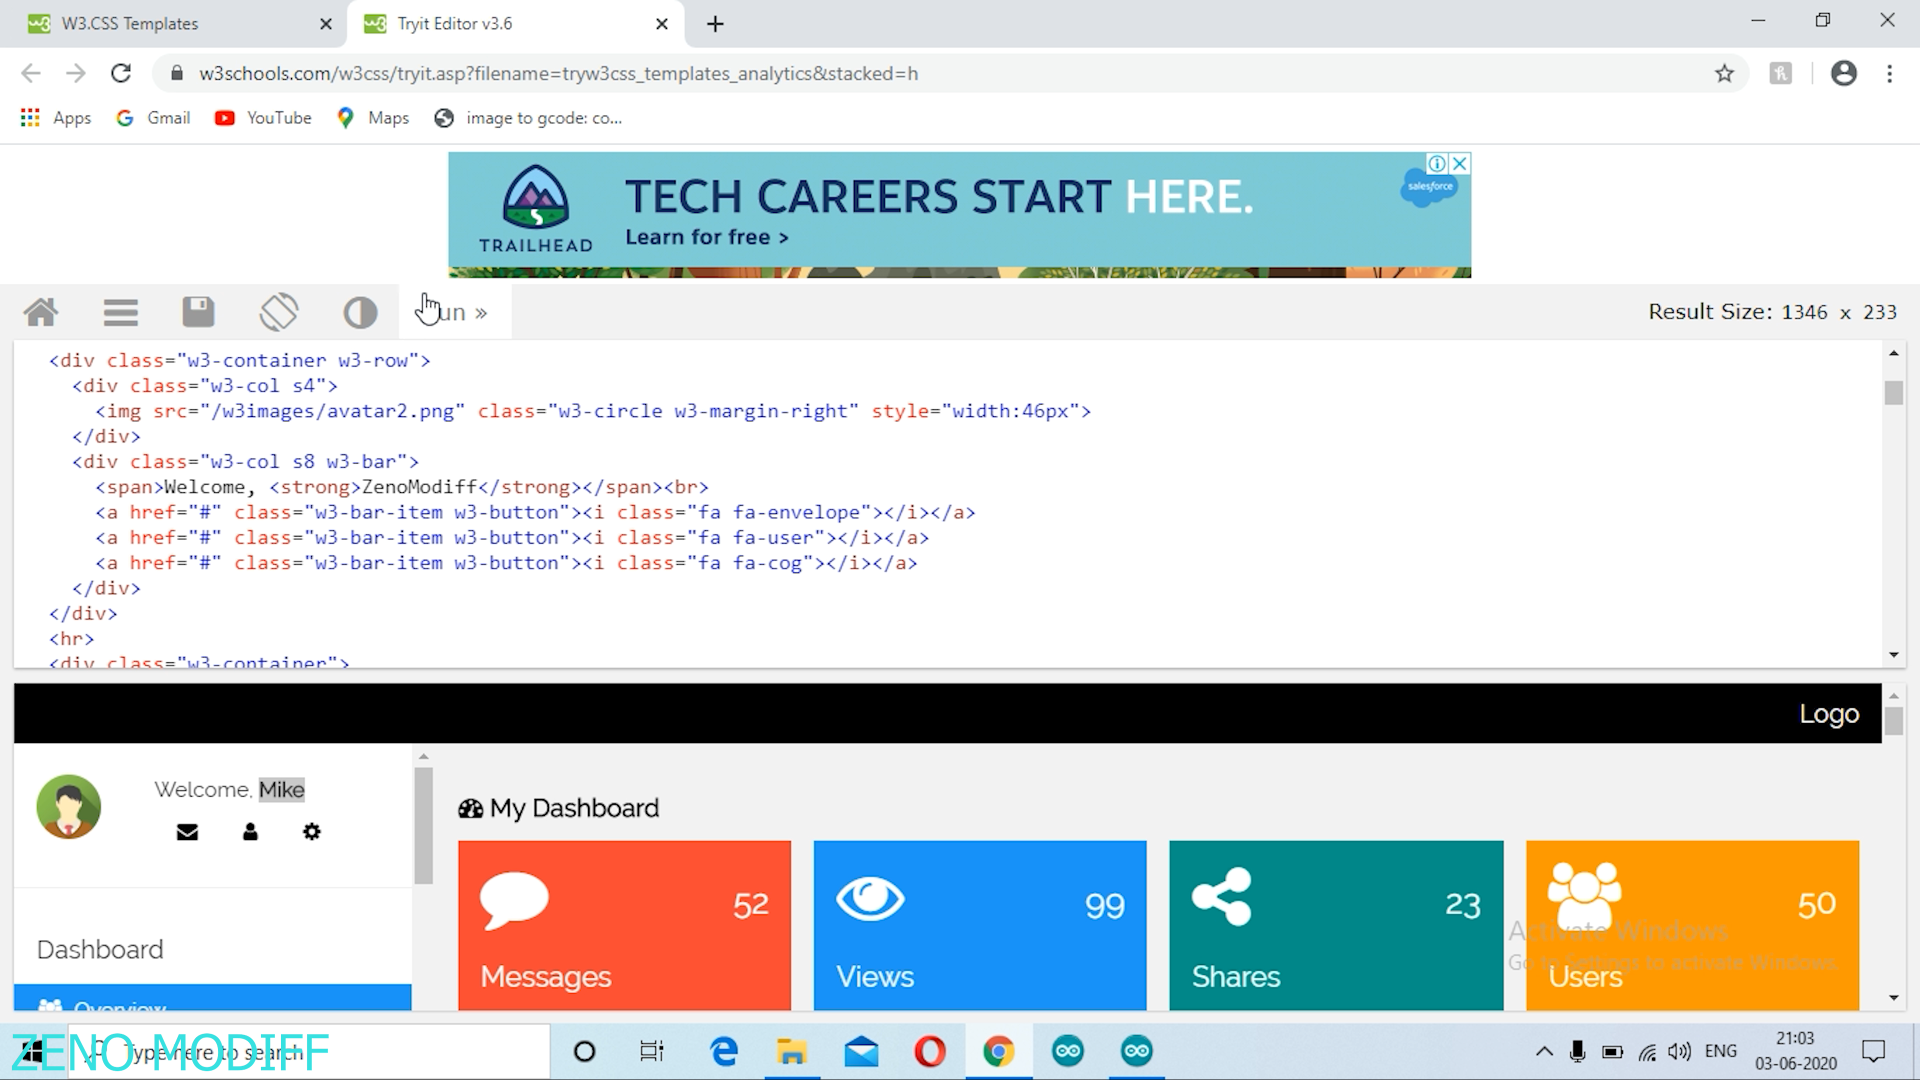 W3.CSS Templates
Tryit Editor v3.6
w3schools.com/w3css/tryit.asp?filename=tryw3css_templates_analytics&stacked=h
Apps
Gmail
YouTube
Maps
image to gcode: co...
TRAILHEAD
TECH CAREERS START HERE.
Learn for free >
salesforce
un »
Result Size: 1346 x 233
<div class="w3-container w3-row">
<div class="w3-col s4">
<img src="/w3images/avatar2.png" class="w3-circle w3-margin-right" style="width:46px">
</div>
<div class="w3-col s8 w3-bar">
<span>Welcome, <strong>ZenoModiff</strong></span><br>
<a href="#" class="w3-bar-item w3-button"><i class="fa fa-envelope"></i></a>
<a href="#" class="w3-bar-item w3-button"><i class="fa fa-user"></i></a>
<a href="#" class="w3-bar-item w3-button"><i class="fa fa-cog"></i></a>
</div>
</div>
<hr>
<div class="w3-container">
Logo
Welcome, Mike
My Dashboard
52
Messages
99
Views
23
Shares
50
Users
Dashboard
Overview
Activate Windows
Go to Settings to activate Windows.
ZENO MODIFF
Type here to search
ENG
21:03
03-06-2020